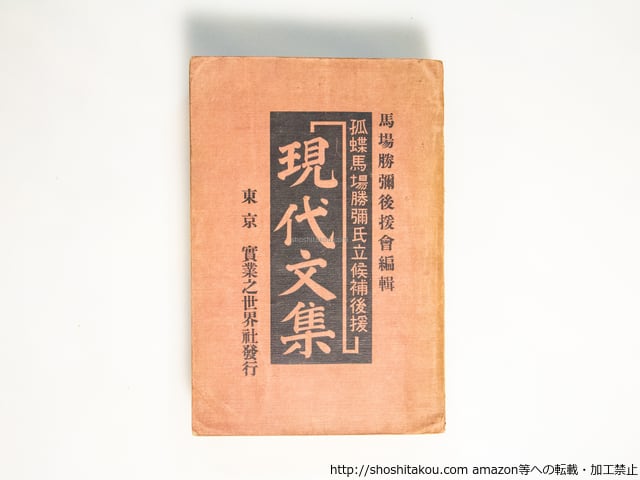 馬場勝彌後援會編輯
孤蝶馬場勝彌氏立候補後援
現代文集
東京 實業之世界社發行
http://shoshitakou.com amazon等への転載・加工禁止